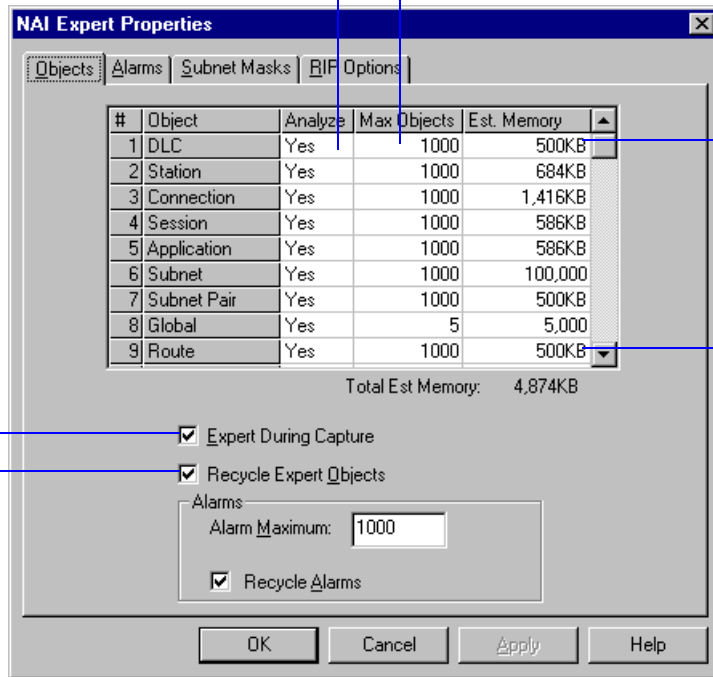 NAI Expert Properties
Objects Alarms Subnet Masks RIP Options
# Object Analyze Max Objects Est. Memory
1 DLC Yes 1000 500KB
2 Station Yes 1000 684KB
3 Connection Yes 1000 1,416KB
4 Session Yes 1000 586KB
5 Application Yes 1000 586KB
6 Subnet Yes 1000 100,000
7 Subnet Pair Yes 1000 500KB
8 Global Yes 5 5,000
9 Route Yes 1000 500KB
Total Est Memory: 4,874KB
Expert During Capture
Recycle Expert Objects
Alarms
Alarm Maximum: 1000
Recycle Alarms
OK Cancel Apply Help